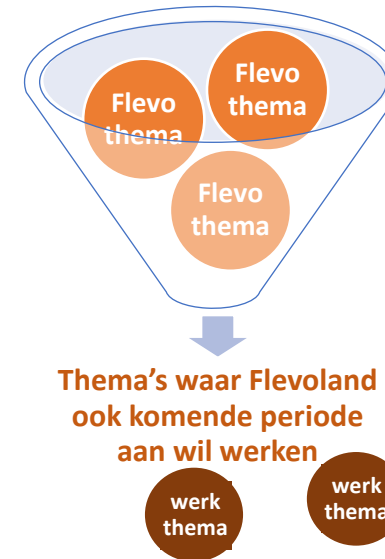 Flevo
thema
Flevo
thema
Flevo
thema
Thema's waar Flevoland
ook komende periode
aan wil werken
werk
thema
werk
thema